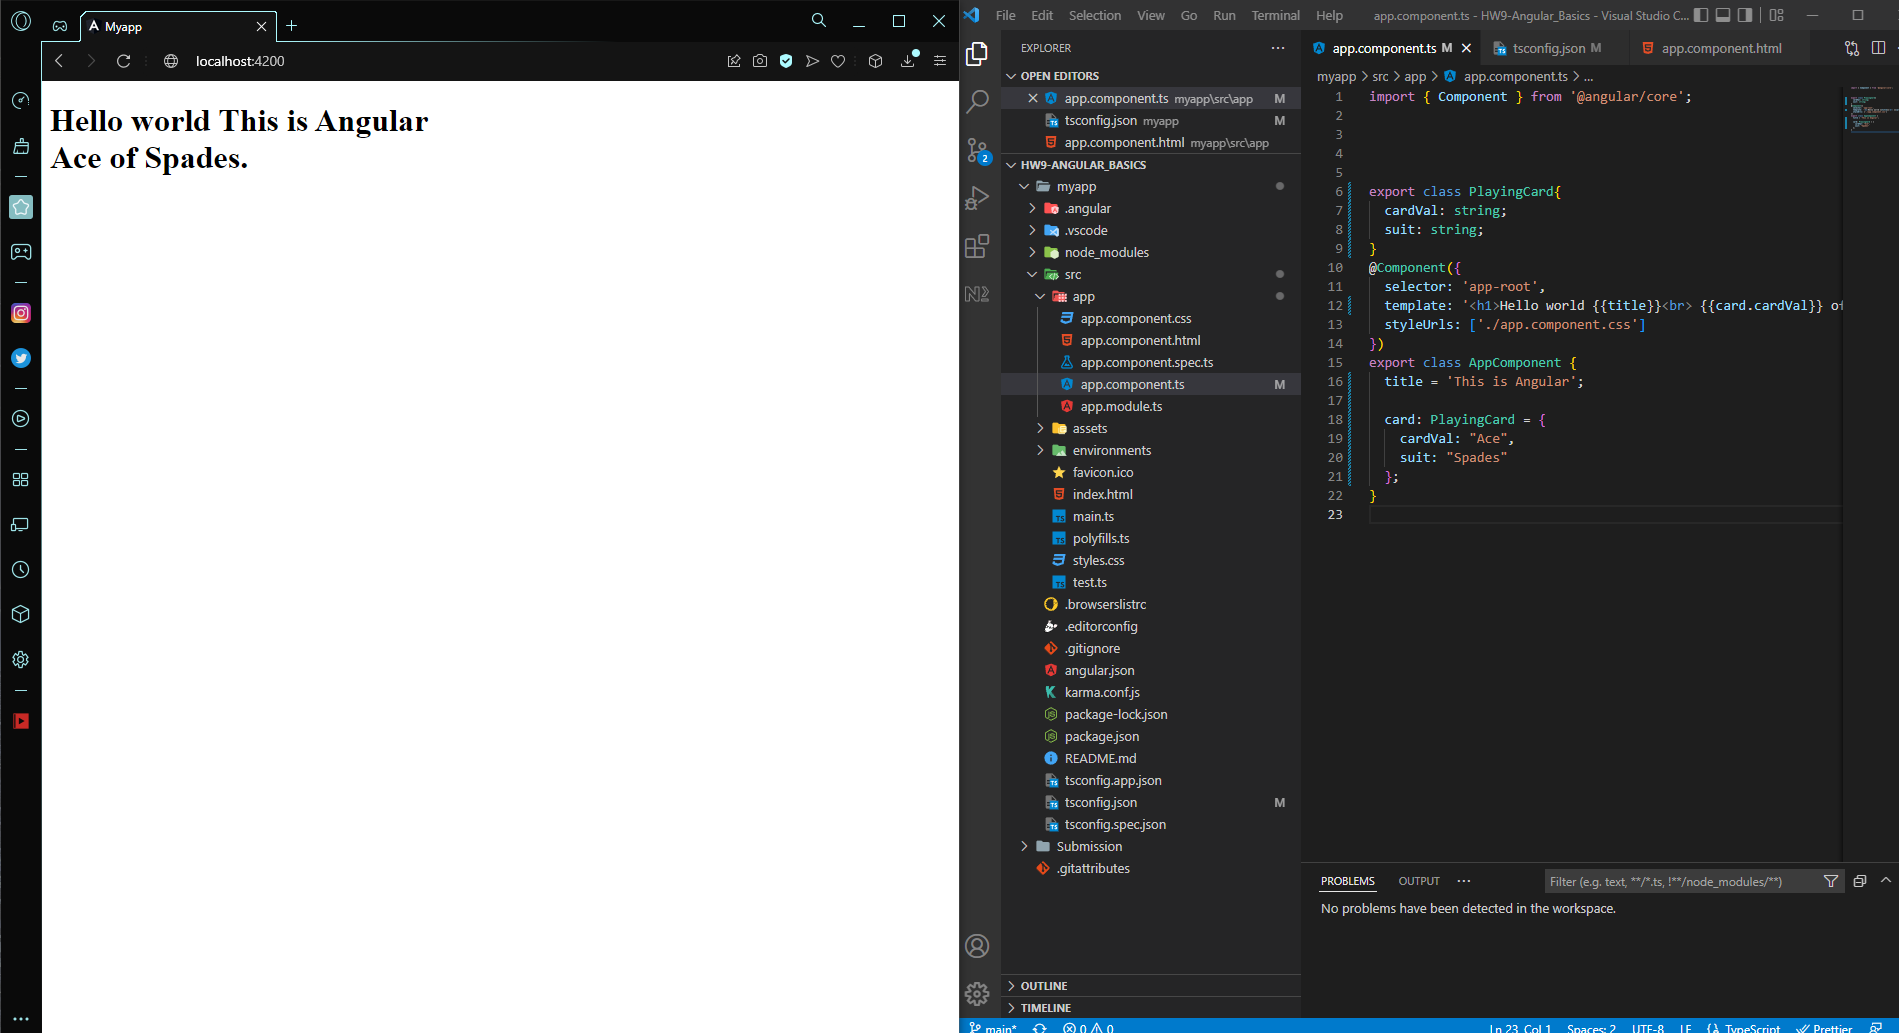 Myapp
localhost:4200
Hello world This is Angular
Ace of Spades.
File Edit Selection View Go Run Terminal Help app.component.ts - HW9-Angular_Basics - Visual Studio C...
EXPLORER
OPEN EDITORS
app.component.ts myapp\src\app M
tsconfig.json myapp M
app.component.html myapp\src\app
HW9-ANGULAR_BASICS
myapp
.angular
.vscode
node_modules
src
app
app.component.css
app.component.html
app.component.spec.ts
app.component.ts M
app.module.ts
assets
environments
favicon.ico
index.html
main.ts
polyfills.ts
styles.css
test.ts
.browserslistrc
.editorconfig
.gitignore
angular.json
karma.conf.js
package-lock.json
package.json
README.md
tsconfig.app.json
tsconfig.json M
tsconfig.spec.json
Submission
.gitattributes
OUTLINE
TIMELINE
2
app.component.ts M tsconfig.json M app.component.html
myapp > src > app > app.component.ts > ...
1 import { Component } from '@angular/core';
2
3
4
5
6 export class PlayingCard{
7 cardVal: string;
8 suit: string;
9 }
10 @Component({
11 selector: 'app-root',
12 template: '<h1>Hello world {{title}}<br> {{card.cardVal}} of
13 styleUrls: ['./app.component.css']
14 })
15 export class AppComponent {
16 title = 'This is Angular';
17
18 card: PlayingCard = {
19 cardVal: "Ace",
20 suit: "Spades"
21 };
22 }
23
PROBLEMS OUTPUT ... Filter (e.g. text, **/*.ts, !**/node_modules/**)
No problems have been detected in the workspace.
main* 0 0 Ln 23, Col 1 Spaces: 2 UTF-8 LF {} TypeScript Prettier